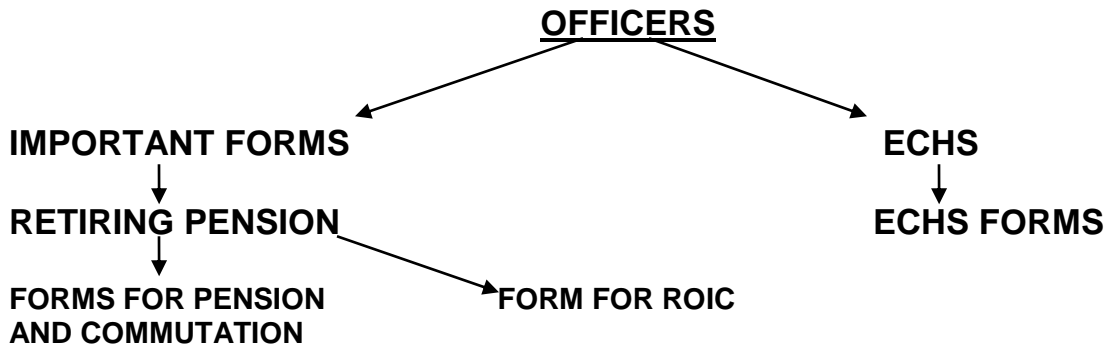 OFFICERS
IMPORTANT FORMS
ECHS
RETIRING PENSION
ECHS FORMS
FORMS FOR PENSION
AND COMMUTATION
FORM FOR ROIC